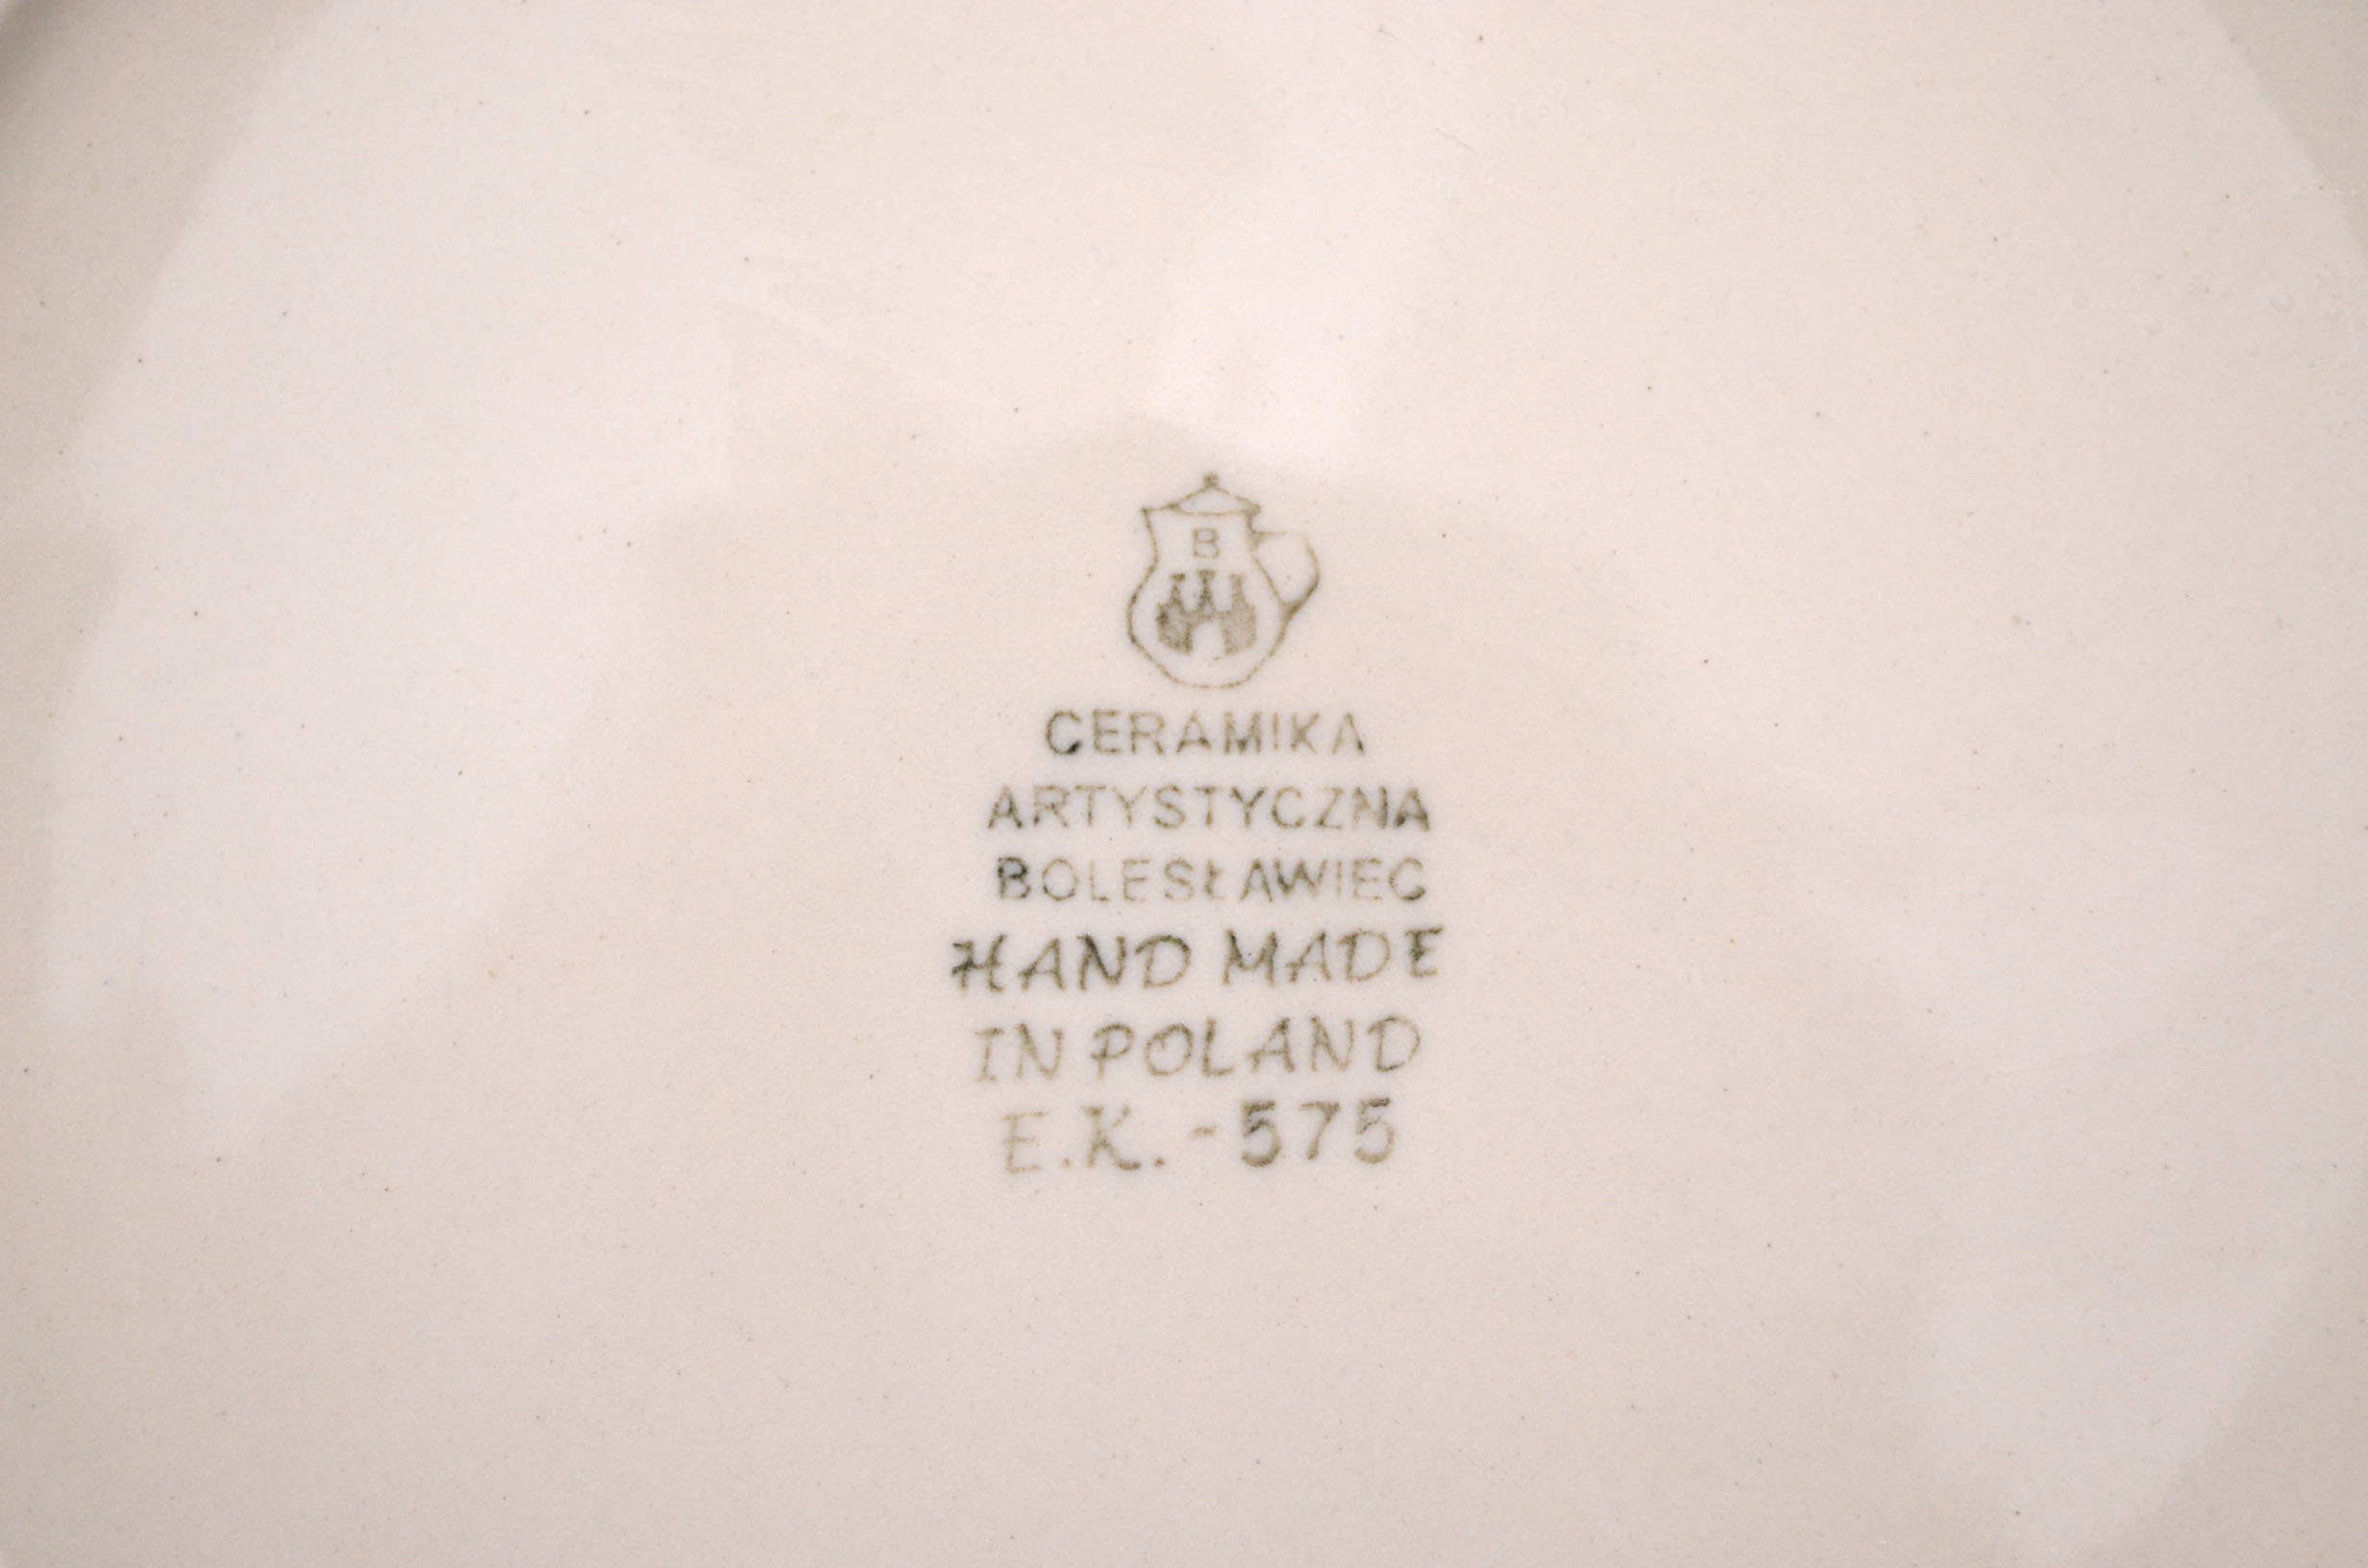 B
CERAMIKA
ARTYSTYCZNA
BOLESŁAWIEC
HAND MADE
IN POLAND
E.K.-575